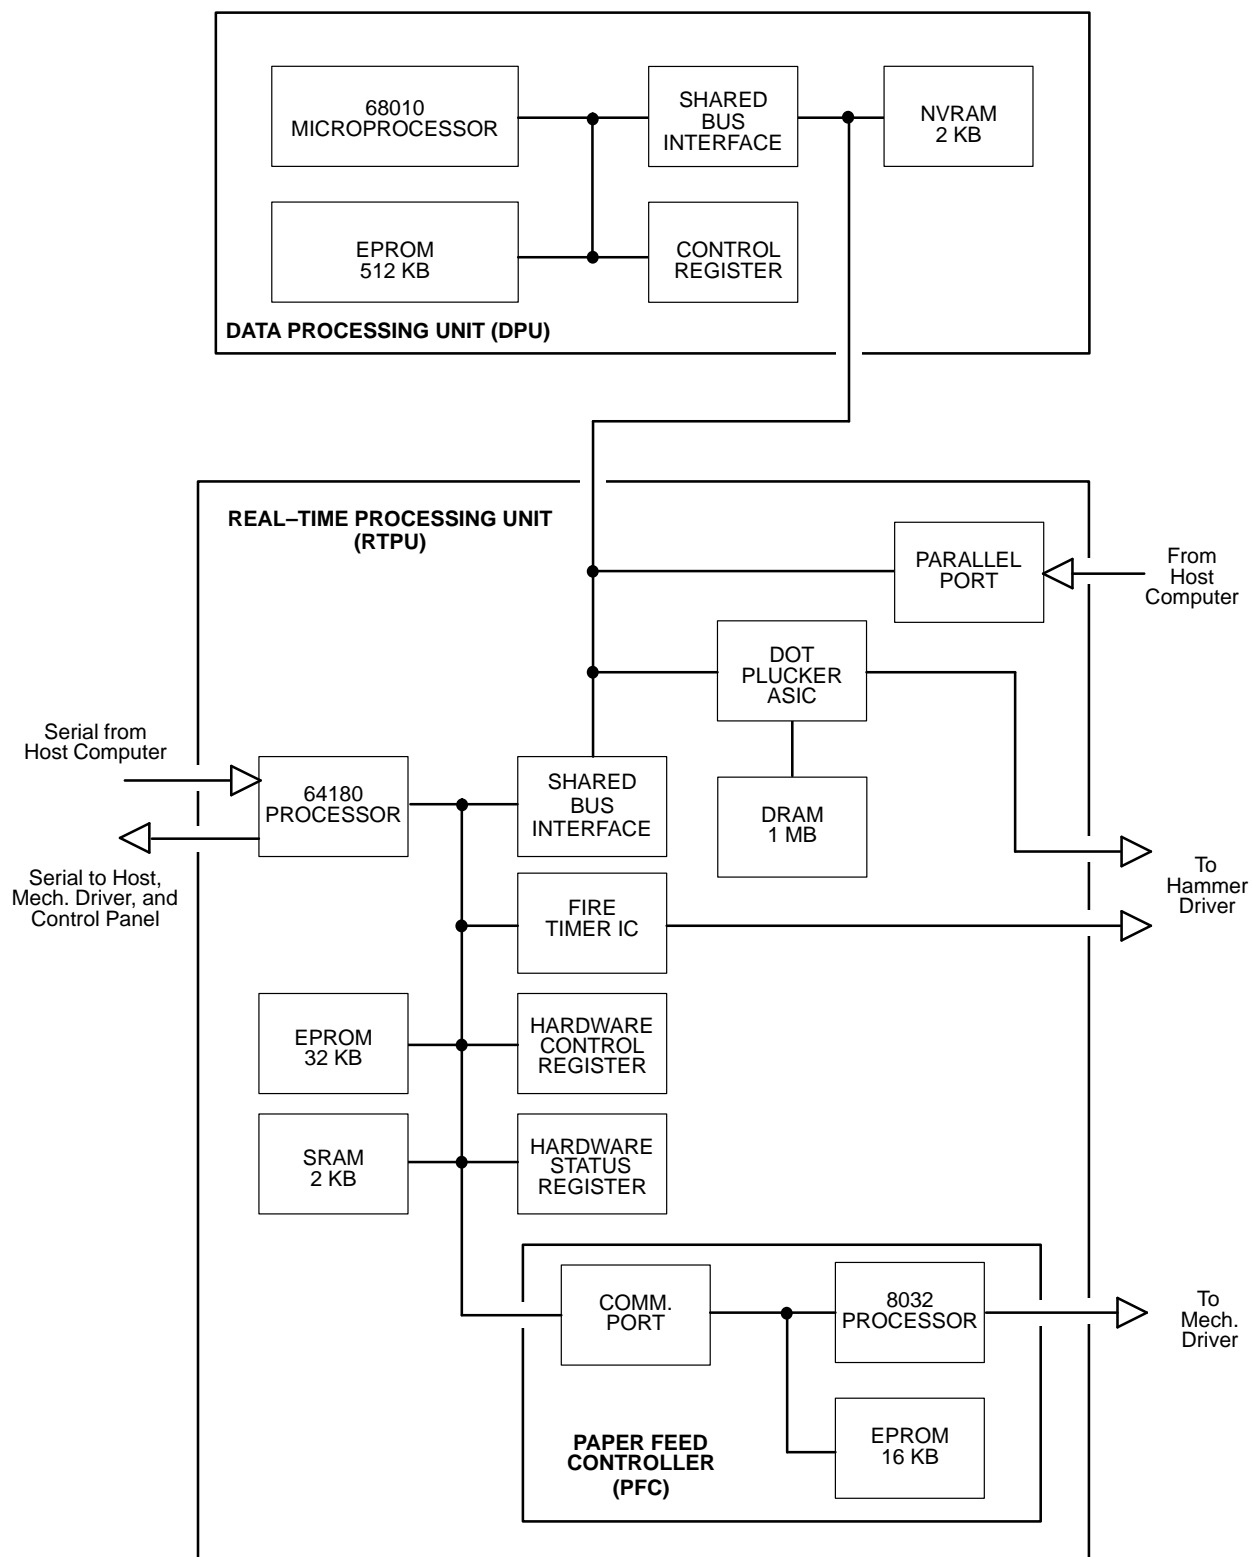 68010
MICROPROCESSOR
SHARED
BUS
INTERFACE
NVRAM
2 KB
EPROM
512 KB
CONTROL
REGISTER
DATA PROCESSING UNIT (DPU)
REAL–TIME PROCESSING UNIT
(RTPU)
PARALLEL
PORT
From
Host
Computer
DOT
PLUCKER
ASIC
Serial from
Host Computer
64180
PROCESSOR
SHARED
BUS
INTERFACE
DRAM
1 MB
Serial to Host,
Mech. Driver, and
Control Panel
To
Hammer
Driver
FIRE
TIMER IC
EPROM
32 KB
HARDWARE
CONTROL
REGISTER
SRAM
2 KB
HARDWARE
STATUS
REGISTER
COMM.
PORT
8032
PROCESSOR
To
Mech.
Driver
EPROM
16 KB
PAPER FEED
CONTROLLER
(PFC)